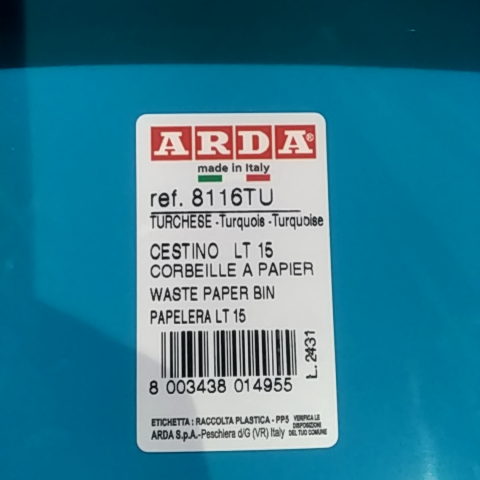 ARDA®
made in Italy
ref. 8116TU
TURCHESE -Turquois -Turquoise
CESTINO LT 15
CORBEILLE A PAPIER
WASTE PAPER BIN
PAPELERA LT 15
L. 2431
8 003438 014955
ETICHETTA : RACCOLTA PLASTICA - PP5
ARDA S.p.A.-Peschiera d/G (VR) Italy
VERIFICA LE
DISPOSIZIONI
DEL TUO COMUNE